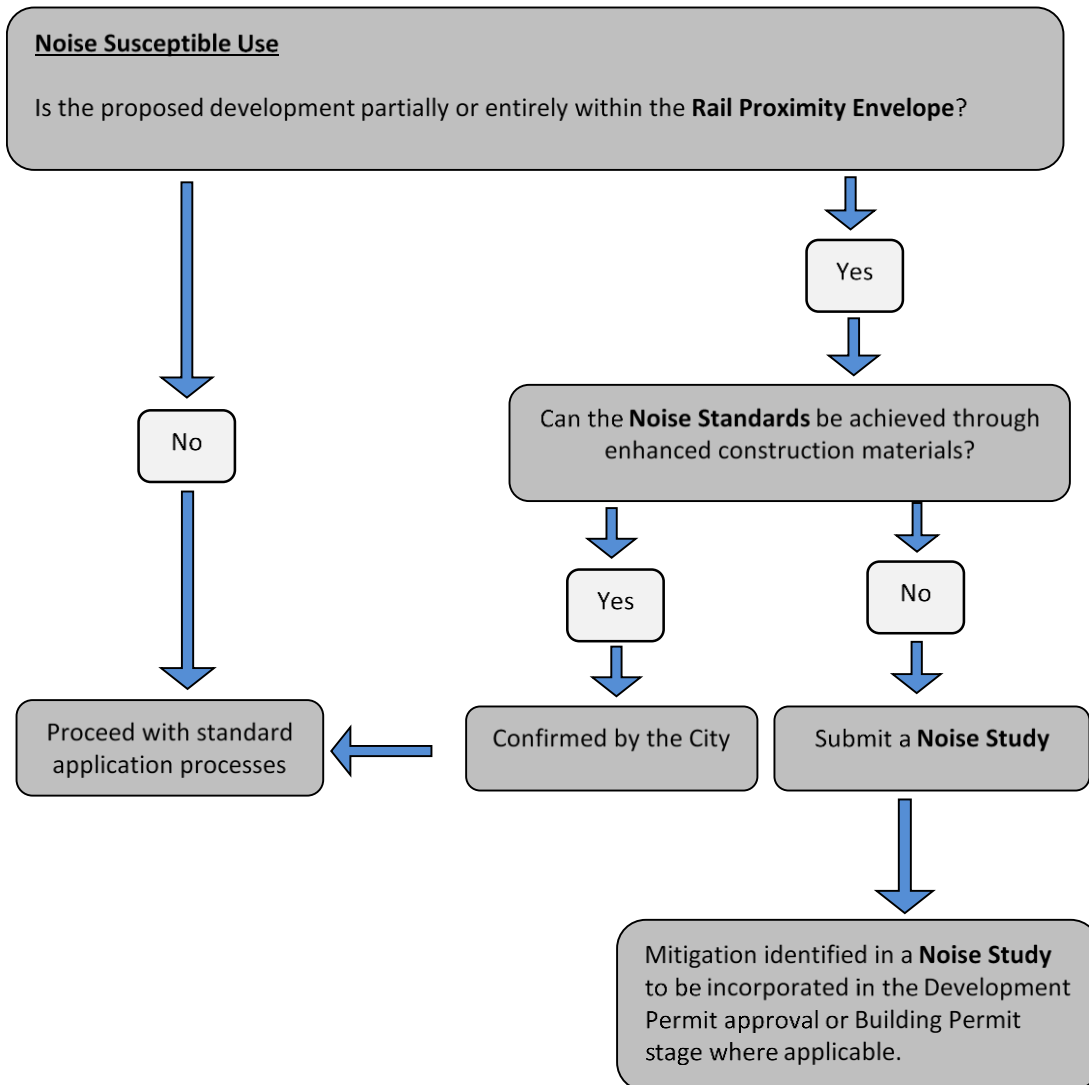 Noise Susceptible Use
Is the proposed development partially or entirely within the Rail Proximity Envelope?
Yes
Can the Noise Standards be achieved through
enhanced construction materials?
No
Yes
No
Proceed with standard
application processes
Confirmed by the City
Submit a Noise Study
Mitigation identified in a Noise Study
to be incorporated in the Development
Permit approval or Building Permit
stage where applicable.